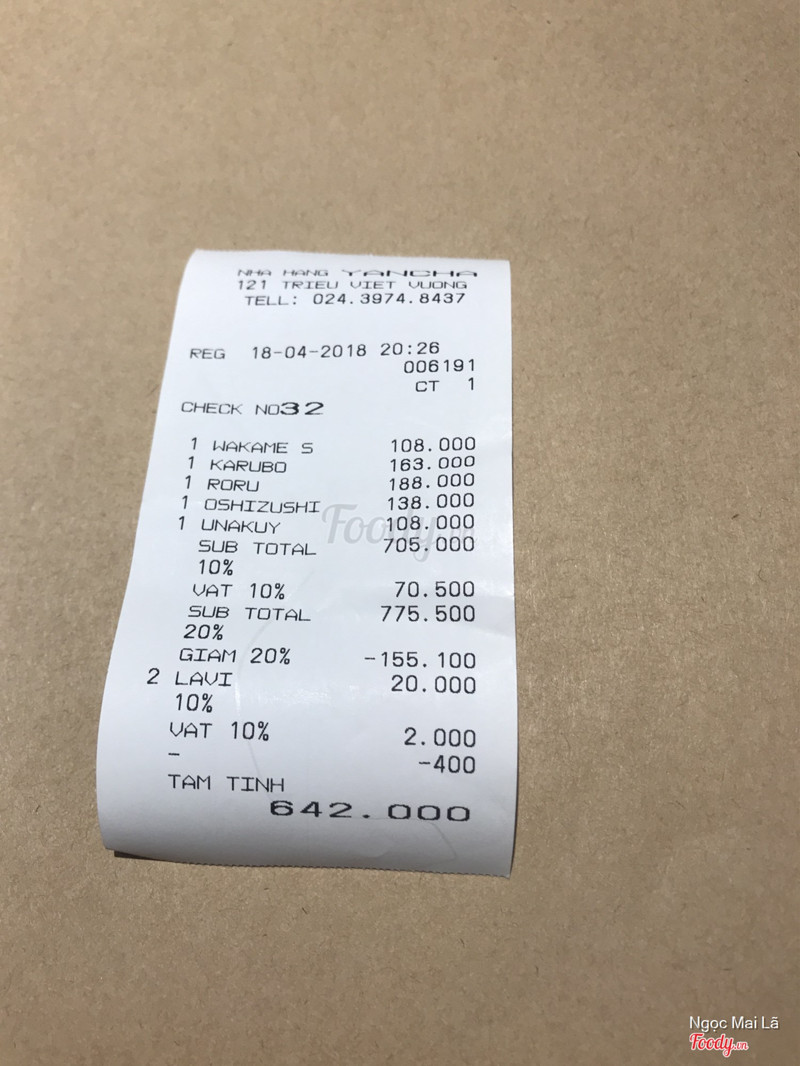 NHA HANG YANCHA
121 TRIEU VIET VUONG
TELL: 024.3974.8437
REG 18-04-2018 20:26
006191
CT 1
CHECK NO32
1 WAKAME S 108.000
1 KARUBO 163.000
1 RORU 188.000
1 OSHIZUSHI 138.000
1 UNAKUY 108.000
SUB TOTAL 705.000
10%
VAT 10% 70.500
SUB TOTAL 775.500
20%
GIAM 20% -155.100
2 LAVI 20.000
10%
VAT 10% 2.000
- -400
TAM TINH
642.000
Foody.vn
Ngọc Mai Lã
Foody.vn